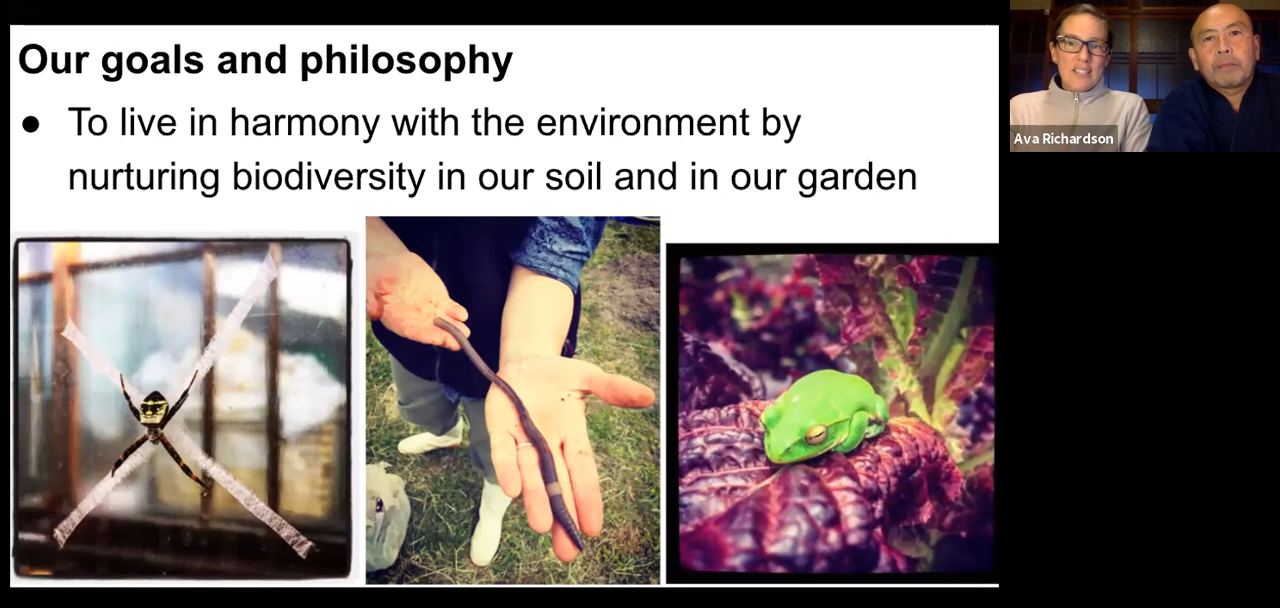 Our goals and philosophy
● To live in harmony with the environment by
nurturing biodiversity in our soil and in our garden
Ava Richardson